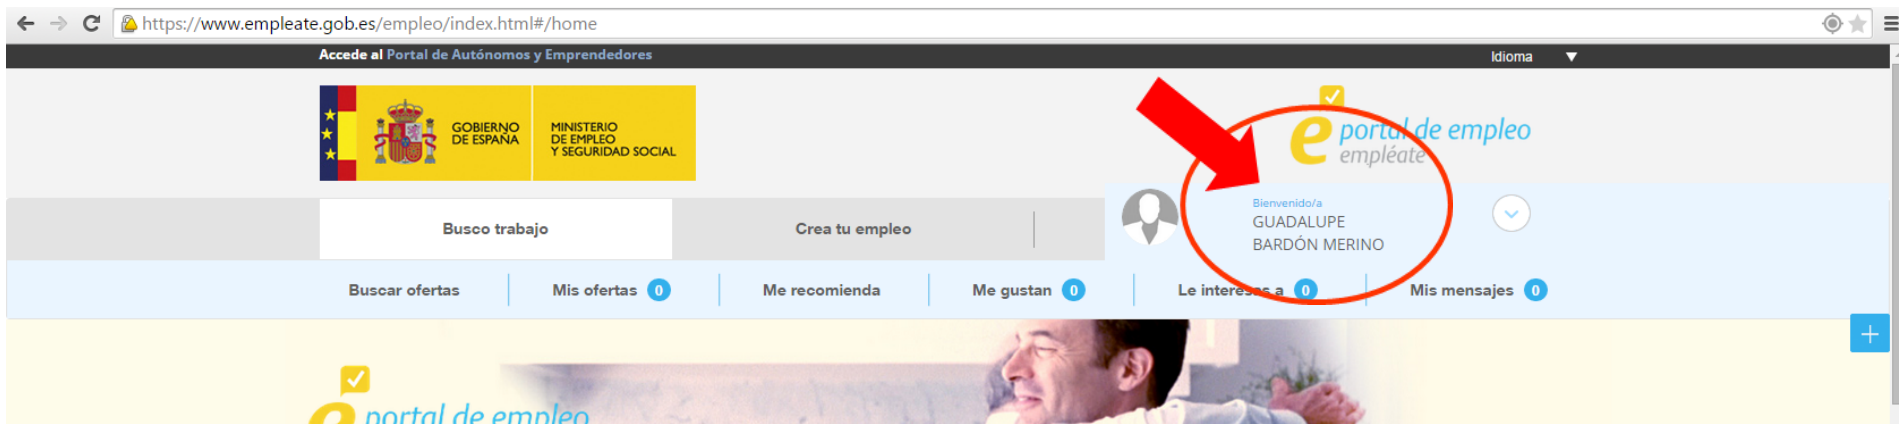 https://www.empleate.gob.es/empleo/index.html#/home
Accede al Portal de Autónomos y Emprendedores
Idioma
GOBIERNO
DE ESPAÑA
MINISTERIO
DE EMPLEO
Y SEGURIDAD SOCIAL
e portal de empleo
empléate
Busco trabajo
Crea tu empleo
Bienvenido/a
GUADALUPE
BARDÓN MERINO
Buscar ofertas
Mis ofertas 0
Me recomienda
Me gustan 0
Le interesas a 0
Mis mensajes 0
e portal de empleo